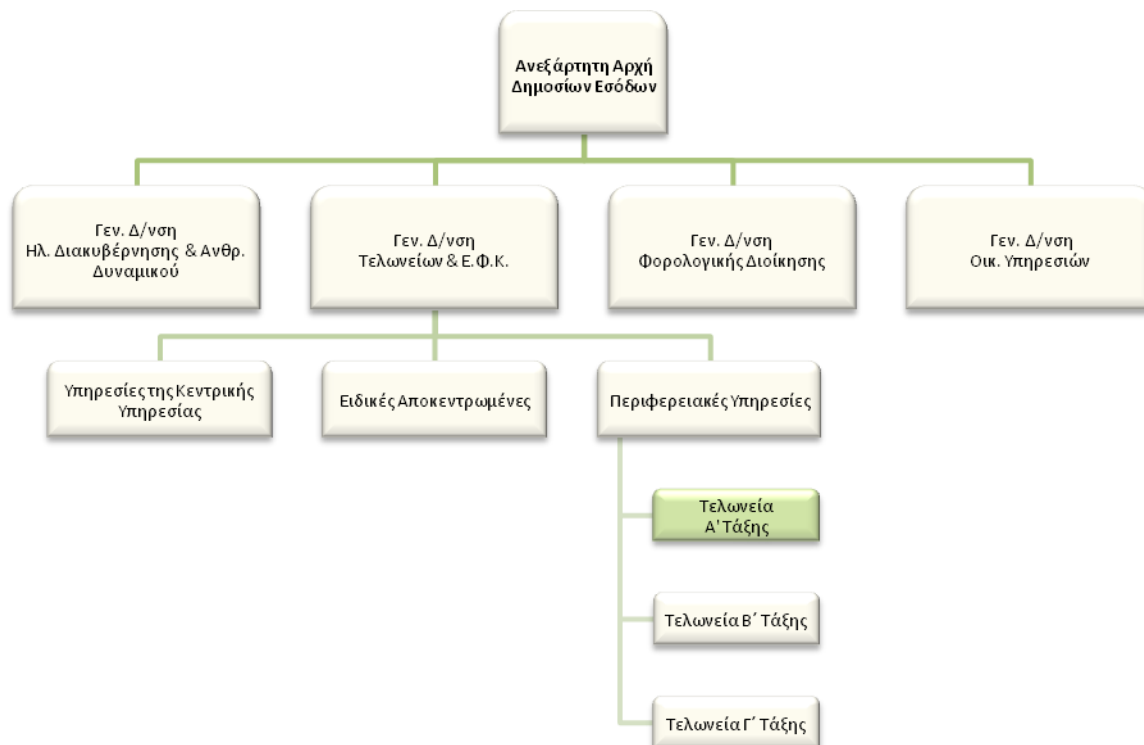 Ανεξάρτητη Αρχή
Δημοσίων Εσόδων
Γεν. Δ/νση
Ηλ. Διακυβέρνησης & Ανθρ.
Δυναμικού
Γεν. Δ/νση
Τελωνείων & Ε.Φ.Κ.
Γεν. Δ/νση
Φορολογικής Διοίκησης
Γεν. Δ/νση
Οικ. Υπηρεσιών
Υπηρεσίες της Κεντρικής
Υπηρεσίας
Ειδικές Αποκεντρωμένες
Περιφερειακές Υπηρεσίες
Τελωνεία
Α' Τάξης
Τελωνεία Β΄ Τάξης
Τελωνεία Γ΄ Τάξης